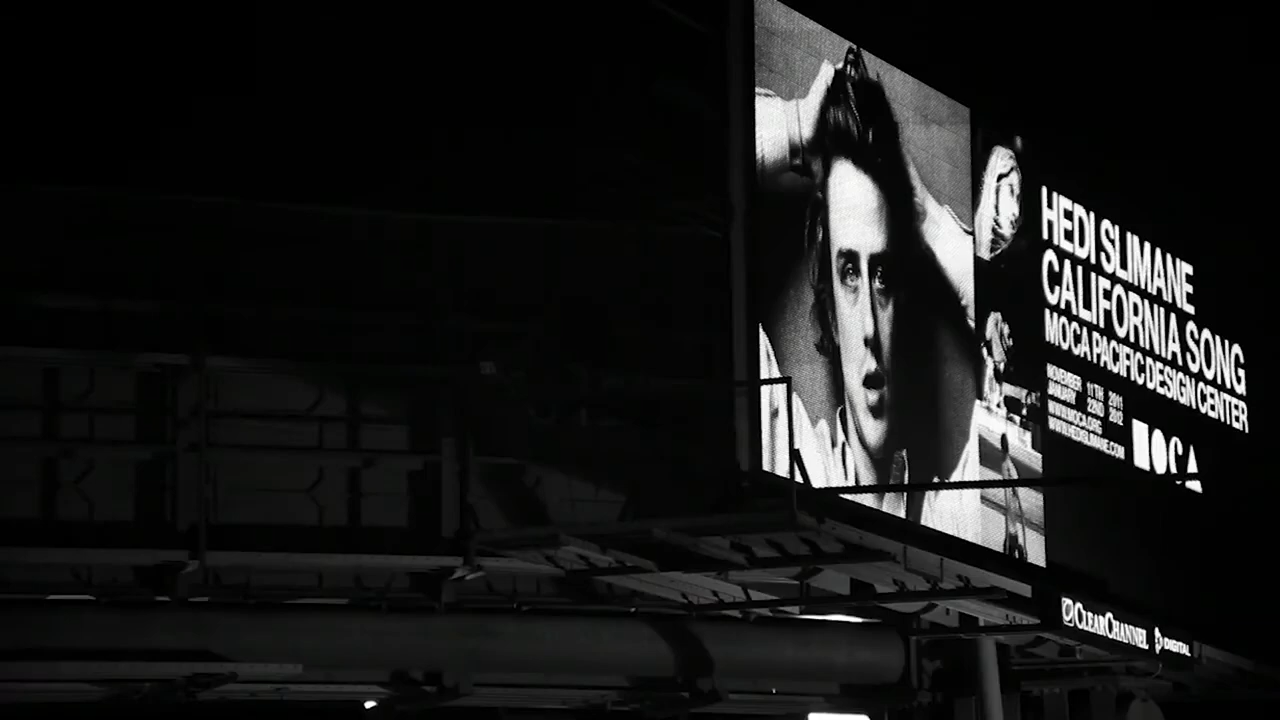 HEDI SLIMANE
CALIFORNIA SONG
MOCA PACIFIC DESIGN CENTER
NOVEMBER 11TH 2011
JANUARY 22ND 2012
WWW.MOCA.ORG
WWW.HEDISLIMANE.COM
MOCA
CLEARCHANNEL DIGITAL